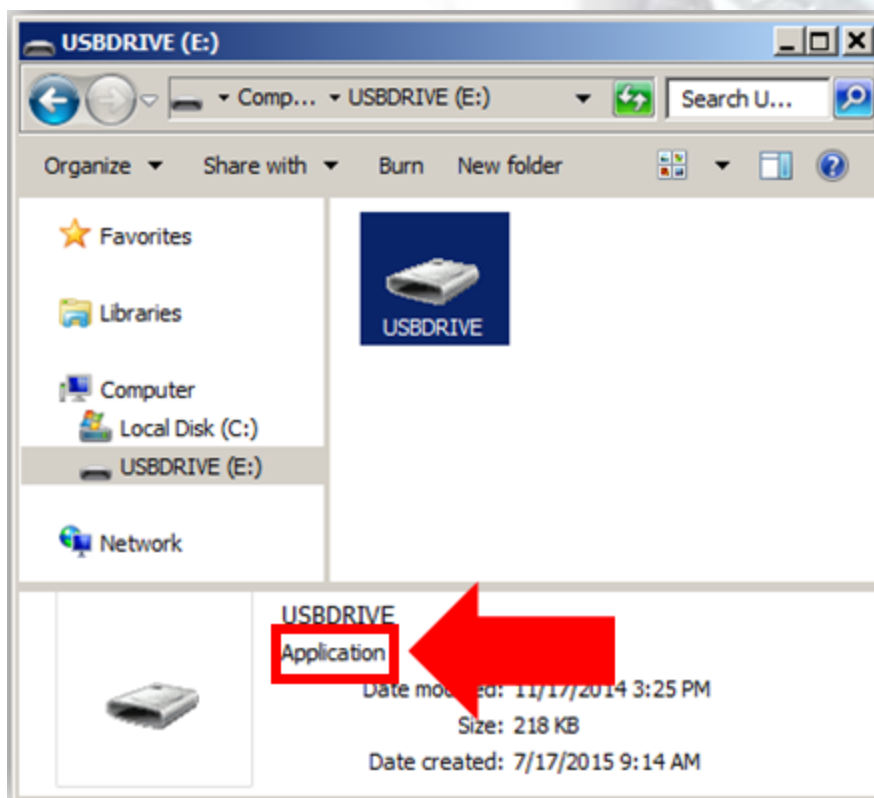 USBDRIVE (E:)
Comp... USBDRIVE (E:) Search U...
Organize Share with Burn New folder
Favorites
Libraries
Computer
Local Disk (C:)
USBDRIVE (E:)
Network
USBDRIVE
USBDRIVE
Application
Date 11/17/2014 3:25 PM
Size: 218 KB
Date created: 7/17/2015 9:14 AM